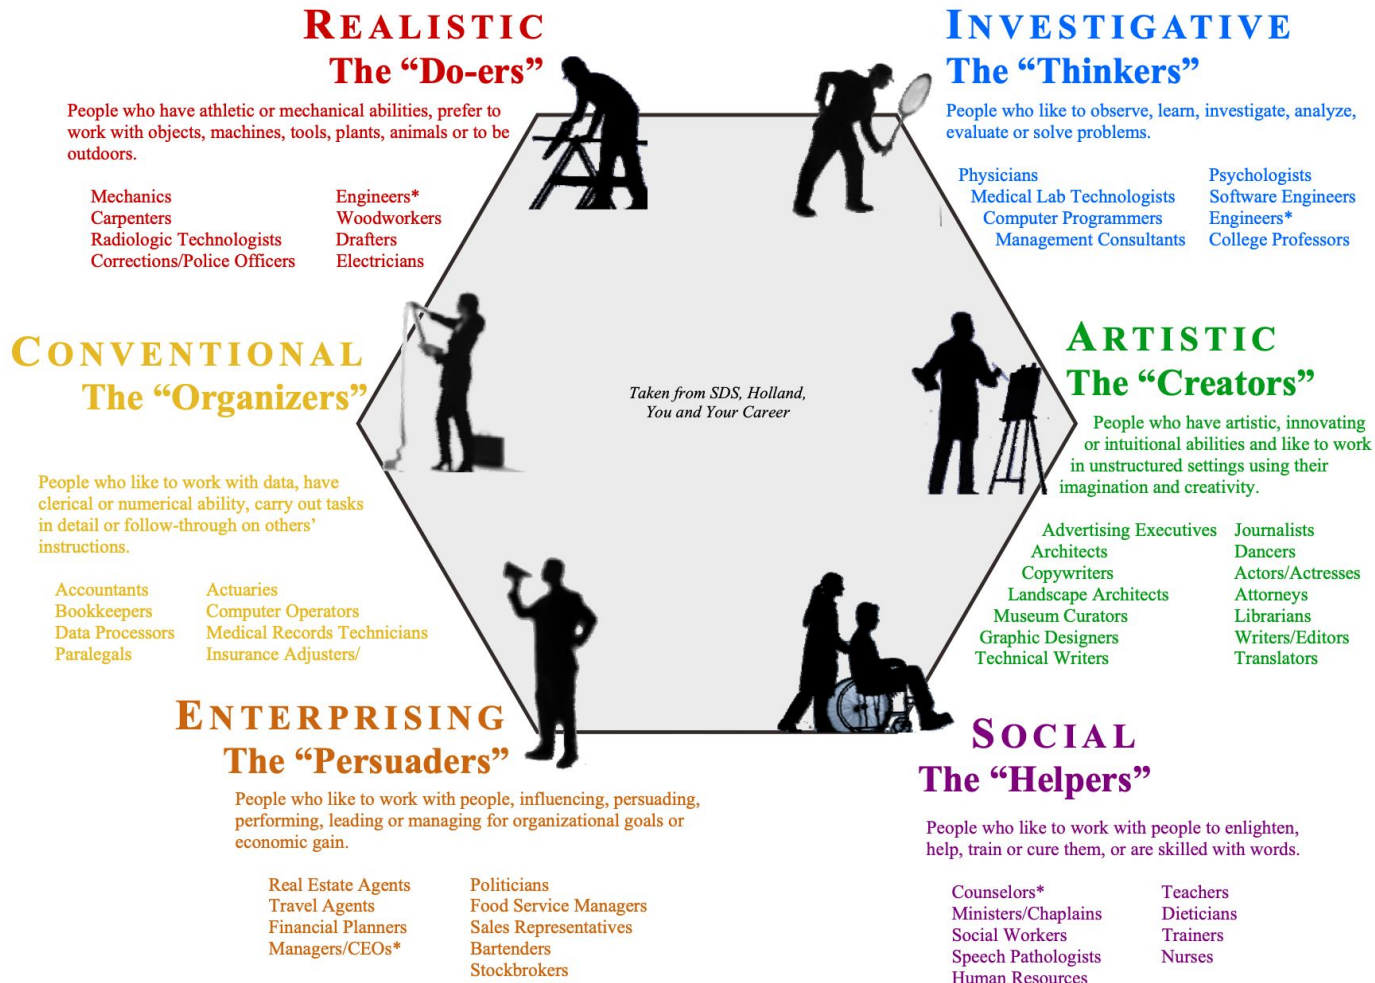 REALISTIC
The “Do-ers”
People who have athletic or mechanical abilities, prefer to
work with objects, machines, tools, plants, animals or to be
outdoors.
Mechanics
Carpenters
Radiologic Technologists
Corrections/Police Officers
Engineers*
Woodworkers
Drafters
Electricians
INVESTIGATIVE
The “Thinkers”
People who like to observe, learn, investigate, analyze,
evaluate or solve problems.
Physicians
Medical Lab Technologists
Computer Programmers
Management Consultants
Psychologists
Software Engineers
Engineers*
College Professors
CONVENTIONAL
The “Organizers”
People who like to work with data, have
clerical or numerical ability, carry out tasks
in detail or follow-through on others’
instructions.
Accountants
Bookkeepers
Data Processors
Paralegals
Actuaries
Computer Operators
Medical Records Technicians
Insurance Adjusters/
Taken from SDS, Holland,
You and Your Career
ARTISTIC
The “Creators”
People who have artistic, innovating
or intuitional abilities and like to work
in unstructured settings using their
imagination and creativity.
Advertising Executives
Architects
Copywriters
Landscape Architects
Museum Curators
Graphic Designers
Technical Writers
Journalists
Dancers
Actors/Actresses
Attorneys
Librarians
Writers/Editors
Translators
ENTERPRISING
The “Persuaders”
People who like to work with people, influencing, persuading,
performing, leading or managing for organizational goals or
economic gain.
Real Estate Agents
Travel Agents
Financial Planners
Managers/CEOs*
Politicians
Food Service Managers
Sales Representatives
Bartenders
Stockbrokers
SOCIAL
The “Helpers”
People who like to work with people to enlighten,
help, train or cure them, or are skilled with words.
Counselors*
Ministers/Chaplains
Social Workers
Speech Pathologists
Human Resources
Teachers
Dieticians
Trainers
Nurses